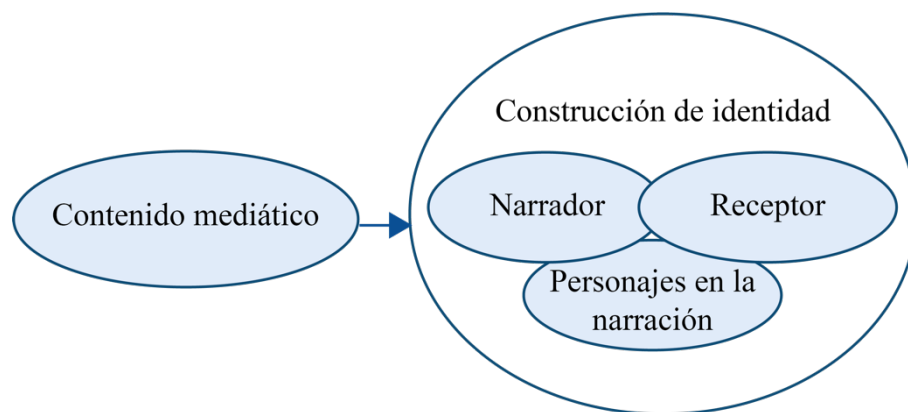 Construcción de identidad
Contenido mediático
Narrador
Receptor
Personajes en la
narración